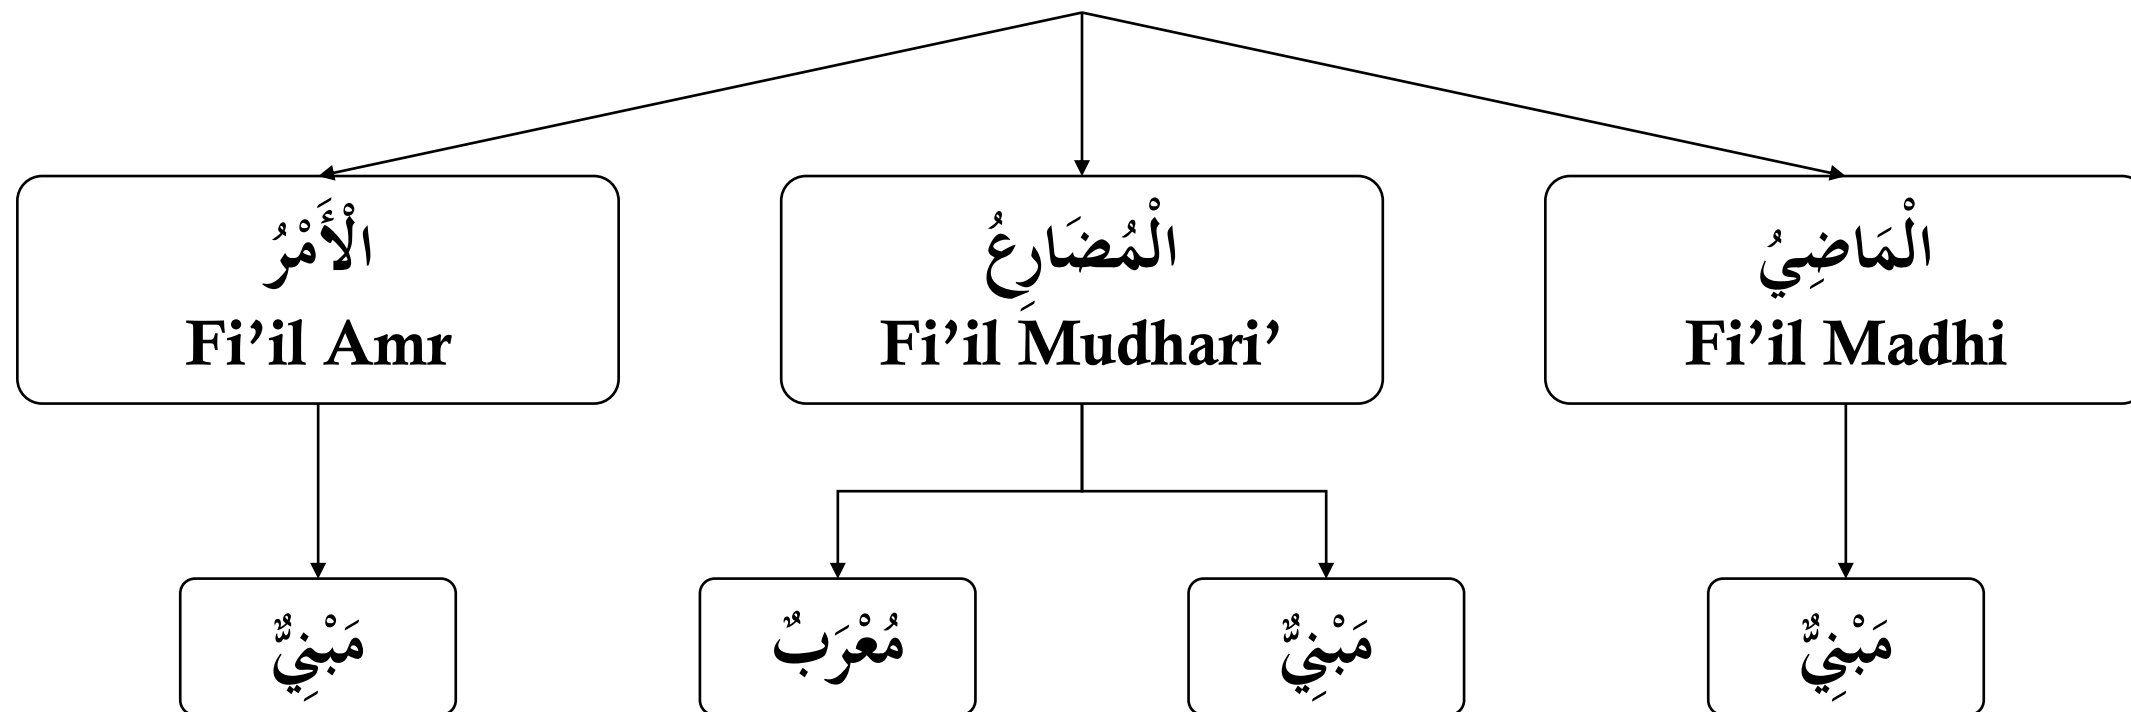 الْمَاضِيُ
Fi’il Madhi
الْمُضَارِعُ
Fi’il Mudhari’
الْأَمْرُ
Fi’il Amr
مَبْنِيٌّ
مَبْنِيٌّ
مُعْرَبٌ
مَبْنِيٌّ